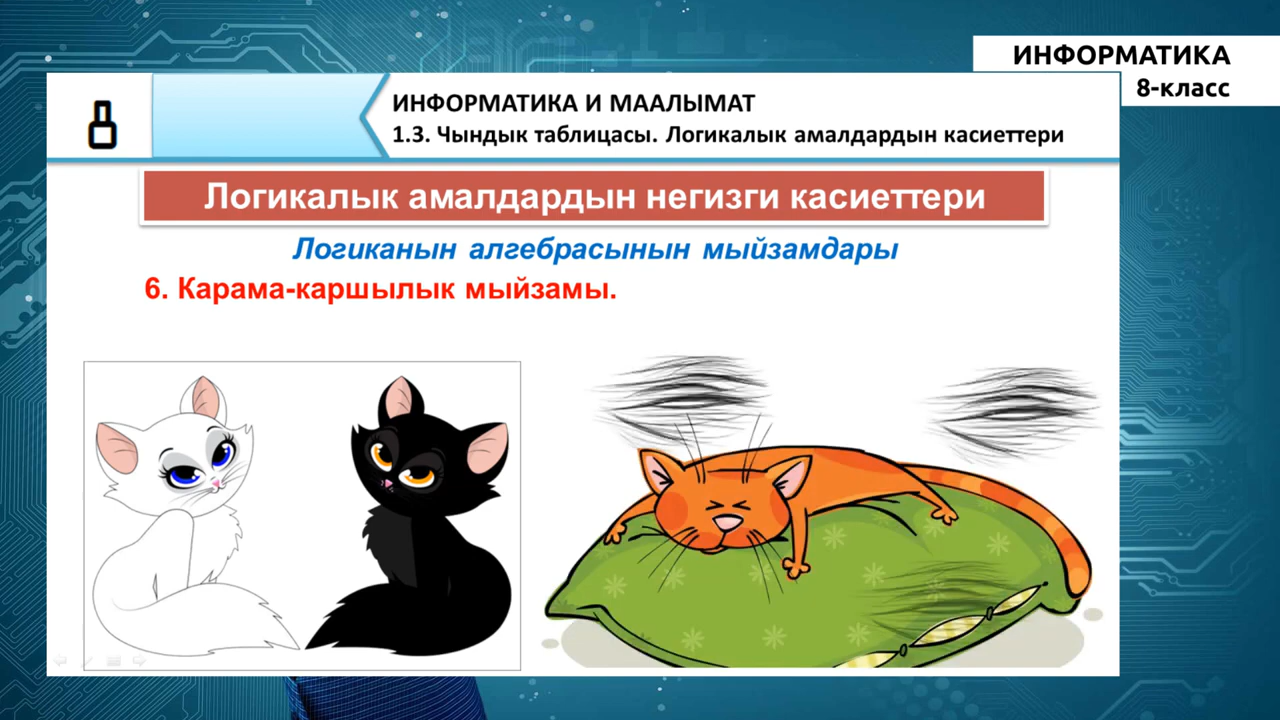 ИНФОРМАТИКА
8-класс
8
ИНФОРМАТИКА И МААЛЫМАТ
1.3. Чындык таблицасы. Логикалык амалдардын касиеттери
Логикалык амалдардын негизги касиеттери
Логиканын алгебрасынын мыйзамдары
6. Карама-каршылык мыйзамы.